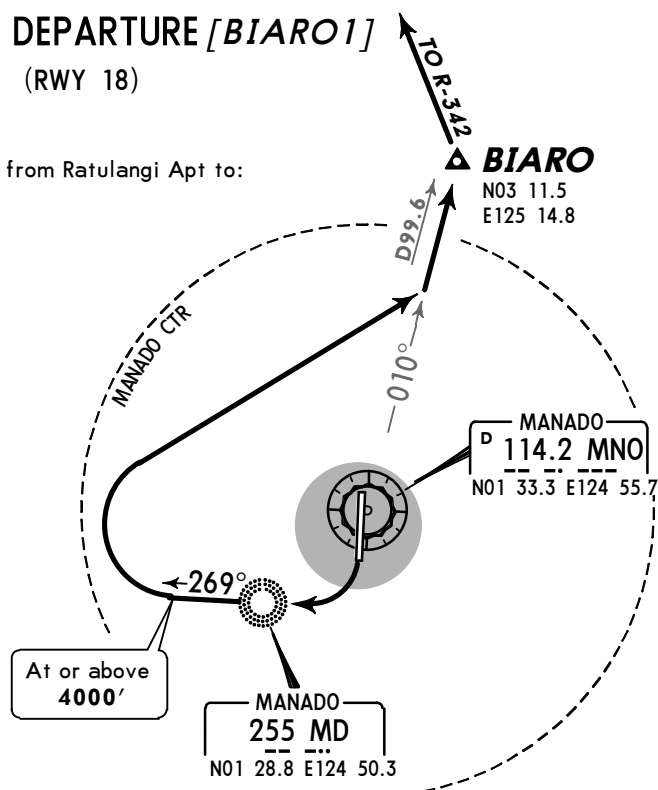 DEPARTURE [BIARO1]
(RWY 18)
from Ratulangi Apt to:
TO R-342
BIARO
N03 11.5
E125 14.8
D99.6
MANADO CTR
010°
MANADO
D 114.2 MNO
N01 33.3 E124 55.7
269°
At or above
4000'
MANADO
255 MD
N01 28.8 E124 50.3